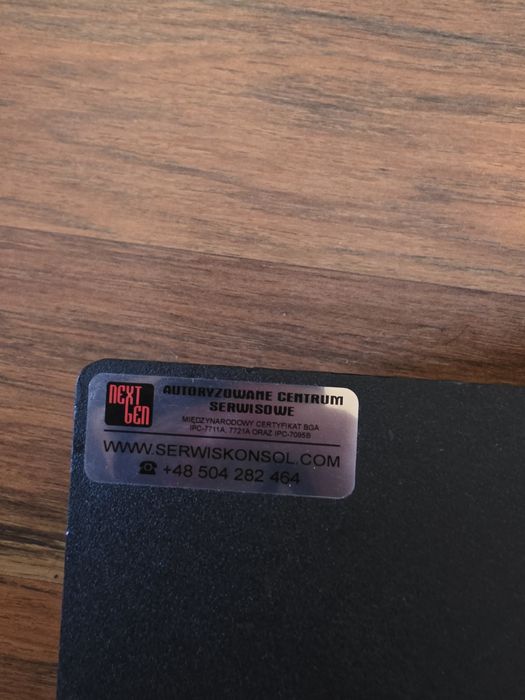 NEXT
GEN
AUTORYZOWANE CENTRUM
SERWISOWE
MIĘDZYNARODOWY CERTYFIKAT BGA
IPC-7711A, 7721A ORAZ IPC-7095B
WWW.SERWISKONSOL.COM
☎ +48 504 282 464